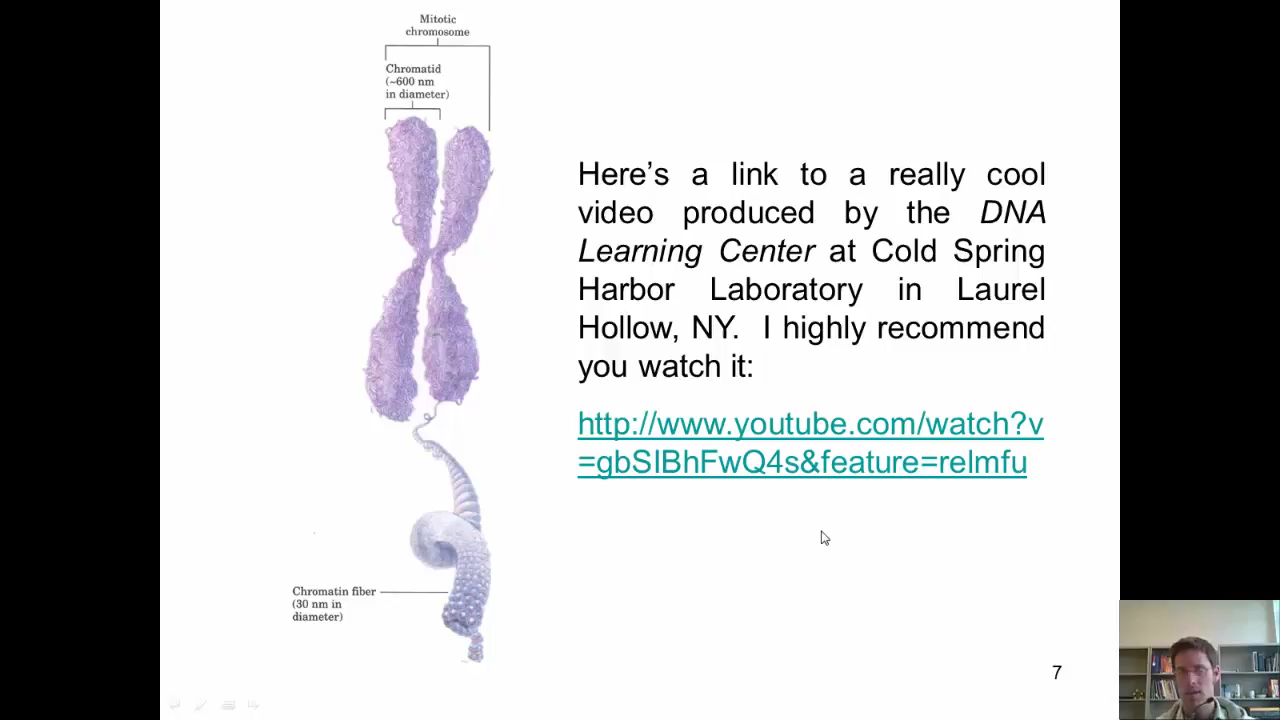 Mitotic
chromosome
Chromatid
(~600 nm
in diameter)
Here’s a link to a really cool
video produced by the DNA
Learning Center at Cold Spring
Harbor Laboratory in Laurel
Hollow, NY.  I highly recommend
you watch it:
http://www.youtube.com/watch?v
=gbSIBhFwQ4s&feature=relmfu
Chromatin fiber
(30 nm in
diameter)
7